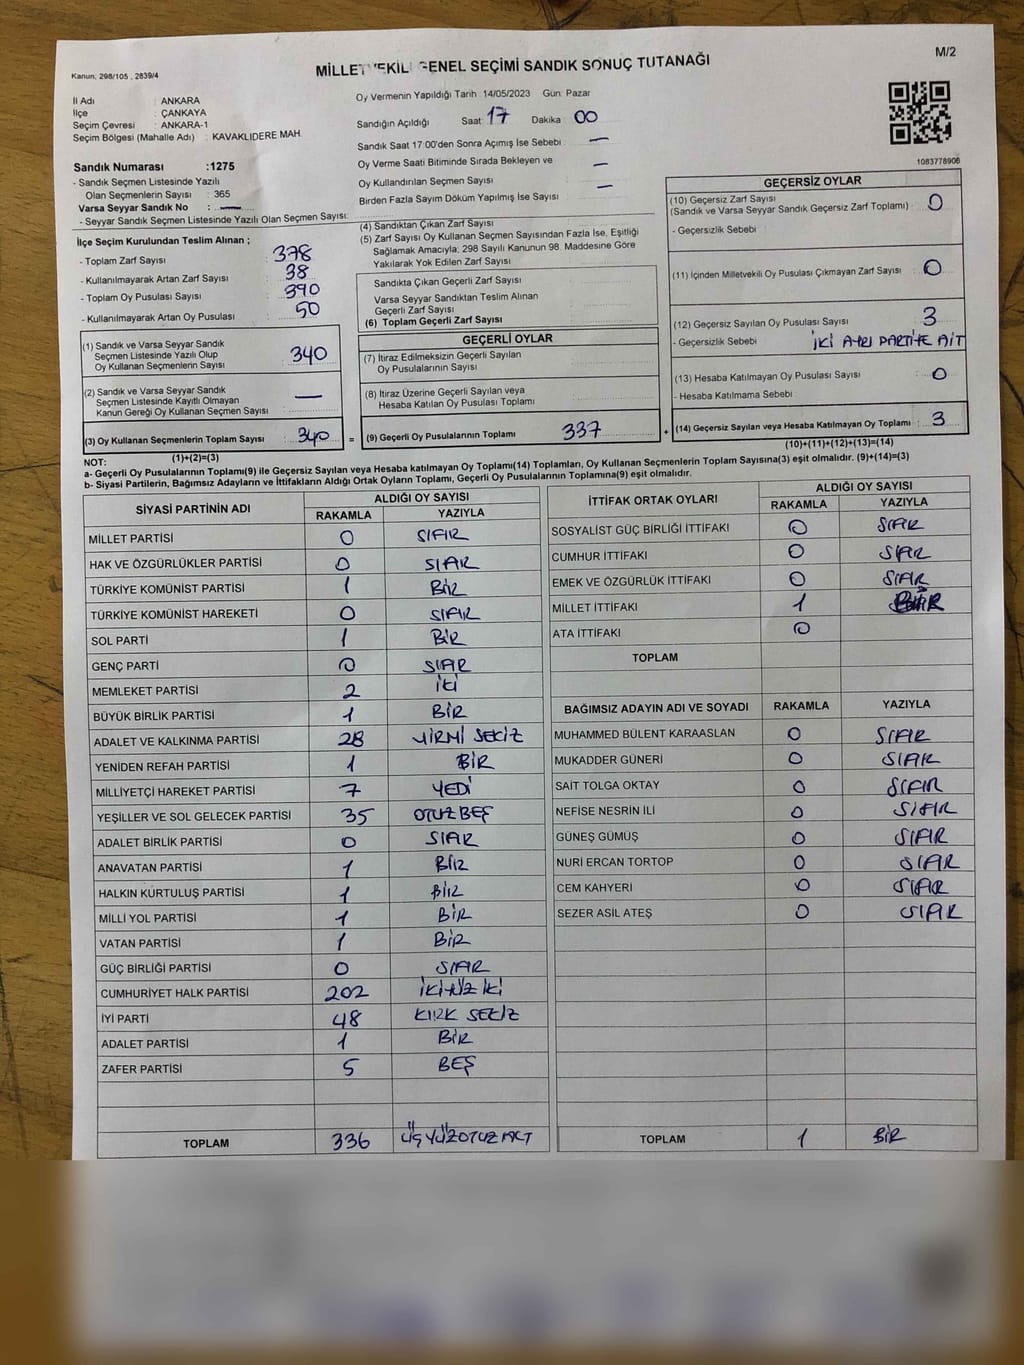 M/2
Kanun; 298/105 , 2839/4
MİLLETVEKİLİ GENEL SEÇİMİ SANDIK SONUÇ TUTANAĞI
İl Adı : ANKARA
İlçe : ÇANKAYA
Seçim Çevresi : ANKARA-1
Seçim Bölgesi (Mahalle Adı) : KAVAKLIDERE MAH.
Sandık Numarası :1275
- Sandık Seçmen Listesinde Yazılı
Olan Seçmenlerin Sayısı : 365
Varsa Seyyar Sandık No : —
- Seyyar Sandık Seçmen Listesinde Yazılı Olan Seçmen Sayısı:
Oy Vermenin Yapıldığı Tarih 14/05/2023 Gün: Pazar
Sandığın Açıldığı Saat 17 Dakika 00
Sandık Saat 17:00'den Sonra Açımış İse Sebebi —
Oy Verme Saati Bitiminde Sırada Bekleyen ve —
Oy Kullandırılan Seçmen Sayısı —
Birden Fazla Sayım Döküm Yapılmış İse Sayısı
1083778906
İlçe Seçim Kurulundan Teslim Alınan ;
- Toplam Zarf Sayısı : 378
- Kullanılmayarak Artan Zarf Sayısı : 38
- Toplam Oy Pusulası Sayısı : 390
- Kullanılmayarak Artan Oy Pusulası : 50
(4) Sandıktan Çıkan Zarf Sayısı
(5) Zarf Sayısı Oy Kullanan Seçmen Sayısından Fazla İse, Eşitliği
Sağlamak Amacıyla; 298 Sayılı Kanunun 98. Maddesine Göre
Yakılarak Yok Edilen Zarf Sayısı
Sandıkta Çıkan Geçerli Zarf Sayısı
Varsa Seyyar Sandıktan Teslim Alınan
Geçerli Zarf Sayısı
(6) Toplam Geçerli Zarf Sayısı
GEÇERSİZ OYLAR
(10) Geçersiz Zarf Sayısı
(Sandık ve Varsa Seyyar Sandık Geçersiz Zarf Toplamı) : 0
- Geçersizlik Sebebi
(11) İçinden Milletvekili Oy Pusulası Çıkmayan Zarf Sayısı : 0
(12) Geçersiz Sayılan Oy Pusulası Sayısı : 3
- Geçersizlik Sebebi İKİ AYRI PARTİYE AİT
(13) Hesaba Katılmayan Oy Pusulası Sayısı : 0
- Hesaba Katılmama Sebebi
(14) Geçersiz Sayılan veya Hesaba Katılmayan Oy Toplamı : 3
(10)+(11)+(12)+(13)=(14)
(1) Sandık ve Varsa Seyyar Sandık
Seçmen Listesinde Yazılı Olup
Oy Kullanan Seçmenlerin Sayısı : 340
(2) Sandık ve Varsa Seyyar Sandık
Seçmen Listesinde Kayıtlı Olmayan
Kanun Gereği Oy Kullanan Seçmen Sayısı : —
(3) Oy Kullanan Seçmenlerin Toplam Sayısı : 340
(1)+(2)=(3)
=
GEÇERLİ OYLAR
(7) İtiraz Edilmeksizin Geçerli Sayılan
Oy Pusulalarının Sayısı
(8) İtiraz Üzerine Geçerli Sayılan veya
Hesaba Katılan Oy Pusulası Toplamı
(9) Geçerli Oy Pusulalarının Toplamı 337
+
NOT:
a- Geçerli Oy Pusulalarının Toplamı(9) ile Geçersiz Sayılan veya Hesaba katılmayan Oy Toplamı(14) Toplamları, Oy Kullanan Seçmenlerin Toplam Sayısına(3) eşit olmalıdır. (9)+(14)=(3)
b- Siyasi Partilerin, Bağımsız Adayların ve İttifakların Aldığı Ortak Oyların Toplamı, Geçerli Oy Pusulalarının Toplamına(9) eşit olmalıdır.
SİYASİ PARTİNİN ADI ALDIĞI OY SAYISI
RAKAMLA YAZIYLA
MİLLET PARTİSİ 0 SIFIR
HAK VE ÖZGÜRLÜKLER PARTİSİ 0 SIFIR
TÜRKİYE KOMÜNİST PARTİSİ 1 BİR
TÜRKİYE KOMÜNİST HAREKETİ 0 SIFIR
SOL PARTİ 1 BİR
GENÇ PARTİ 0 SIFIR
MEMLEKET PARTİSİ 2 İKİ
BÜYÜK BİRLİK PARTİSİ 1 BİR
ADALET VE KALKINMA PARTİSİ 28 YİRMİ SEKİZ
YENİDEN REFAH PARTİSİ 1 BİR
MİLLİYETÇİ HAREKET PARTİSİ 7 YEDİ
YEŞİLLER VE SOL GELECEK PARTİSİ 35 OTUZBEŞ
ADALET BİRLİK PARTİSİ 0 SIFIR
ANAVATAN PARTİSİ 1 BİR
HALKIN KURTULUŞ PARTİSİ 1 BİR
MİLLİ YOL PARTİSİ 1 BİR
VATAN PARTİSİ 1 BİR
GÜÇ BİRLİĞİ PARTİSİ 0 SIFIR
CUMHURİYET HALK PARTİSİ 202 İKİYÜZ İKİ
İYİ PARTİ 48 KIRK SEKİZ
ADALET PARTİSİ 1 BİR
ZAFER PARTİSİ 5 BEŞ
TOPLAM 336 ÜÇYÜZOTUZALT
İTTİFAK ORTAK OYLARI ALDIĞI OY SAYISI
RAKAMLA YAZIYLA
SOSYALİST GÜÇ BİRLİĞİ İTTİFAKI 0 SIFIR
CUMHUR İTTİFAKI 0 SIFIR
EMEK VE ÖZGÜRLÜK İTTİFAKI 0 SIFIR
MİLLET İTTİFAKI 1
ATA İTTİFAKI 0
TOPLAM
BAĞIMSIZ ADAYIN ADI VE SOYADI RAKAMLA YAZIYLA
MUHAMMED BÜLENT KARAASLAN 0 SIFIR
MUKADDER GÜNERİ 0 SIFIR
SAİT TOLGA OKTAY 0 SIFIR
NEFİSE NESRİN İLİ 0 SIFIR
GÜNEŞ GÜMÜŞ 0 SIFIR
NURİ ERCAN TORTOP 0 SIFIR
CEM KAHYERİ 0 SIFIR
SEZER ASİL ATEŞ 0 SIFIR
TOPLAM 1 BİR